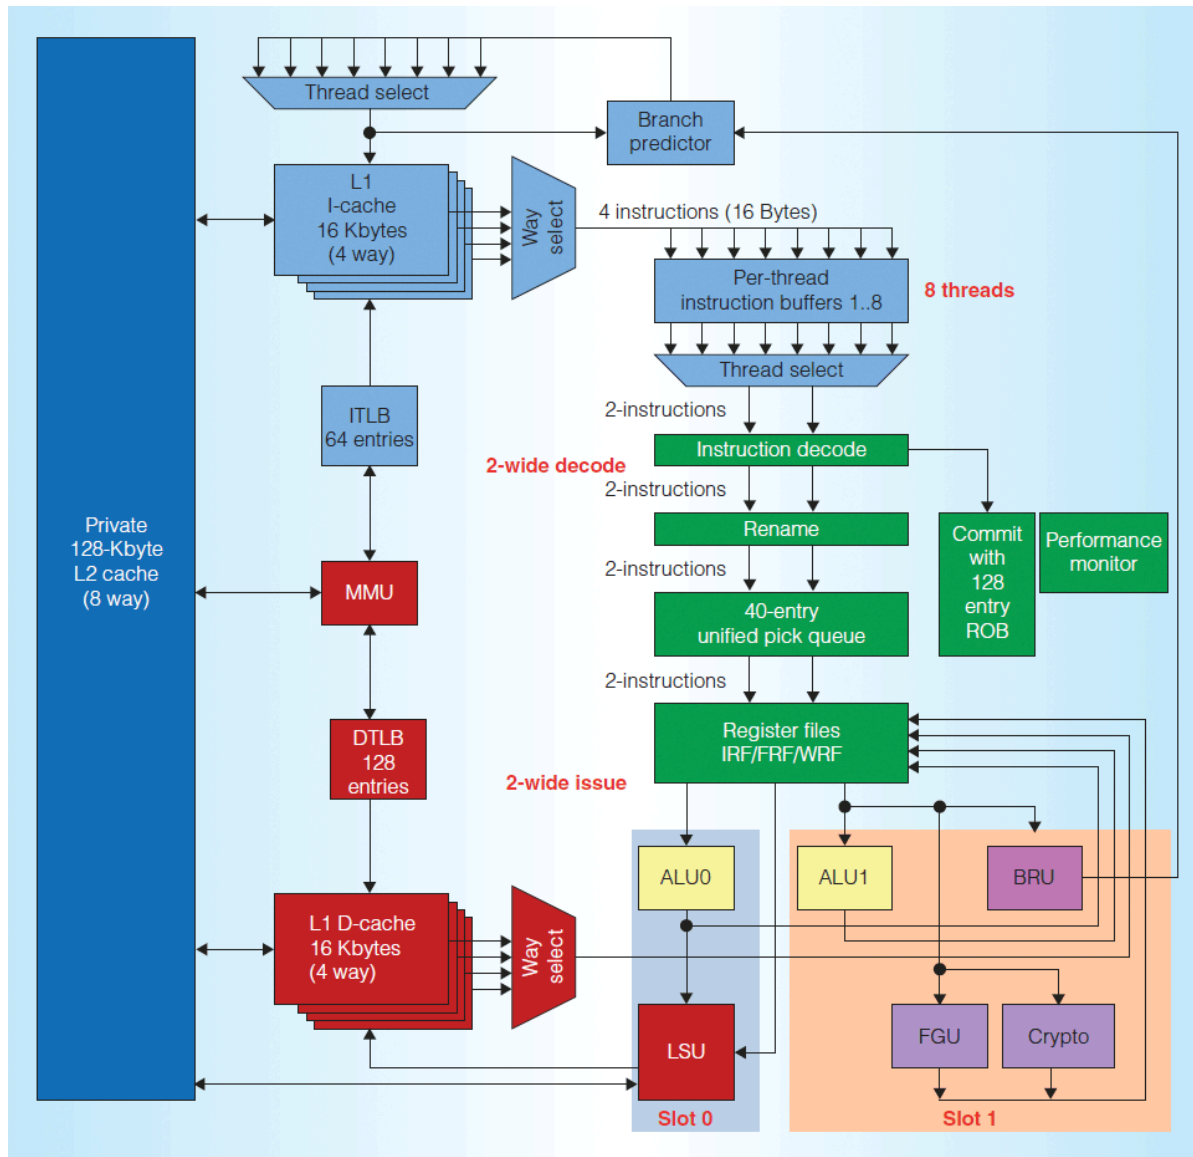 Thread select
Branch
predictor
L1
I-cache
16 Kbytes
(4 way)
Way
select
4 instructions (16 Bytes)
Per-thread
instruction buffers 1..8
8 threads
Thread select
2-instructions
ITLB
64 entries
Instruction decode
2-wide decode
2-instructions
Rename
Commit
with
128
entry
ROB
Performance
monitor
Private
128-Kbyte
L2 cache
(8 way)
MMU
2-instructions
40-entry
unified pick queue
2-instructions
Register files
IRF/FRF/WRF
DTLB
128
entries
2-wide issue
ALU0
ALU1
BRU
L1 D-cache
16 Kbytes
(4 way)
Way
select
LSU
FGU
Crypto
Slot 0
Slot 1